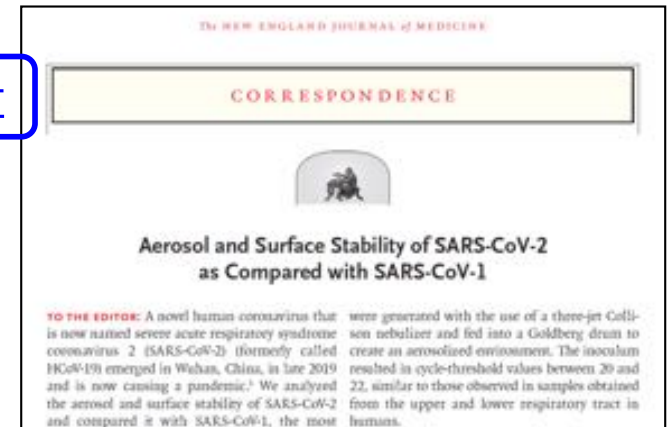 The NEW ENGLAND JOURNAL of MEDICINE
CORRESPONDENCE
Aerosol and Surface Stability of SARS-CoV-2
as Compared with SARS-CoV-1
TO THE EDITOR: A novel human coronavirus that
is now named severe acute respiratory syndrome
coronavirus 2 (SARS-CoV-2) (formerly called
HCoV-19) emerged in Wuhan, China, in late 2019
and is now causing a pandemic.¹ We analyzed
the aerosol and surface stability of SARS-CoV-2
and compared it with SARS-CoV-1, the most
were generated with the use of a three-jet Colli-
son nebulizer and fed into a Goldberg drum to
create an aerosolized environment. The inoculum
resulted in cycle-threshold values between 20 and
22, similar to those observed in samples obtained
from the upper and lower respiratory tract in
humans.